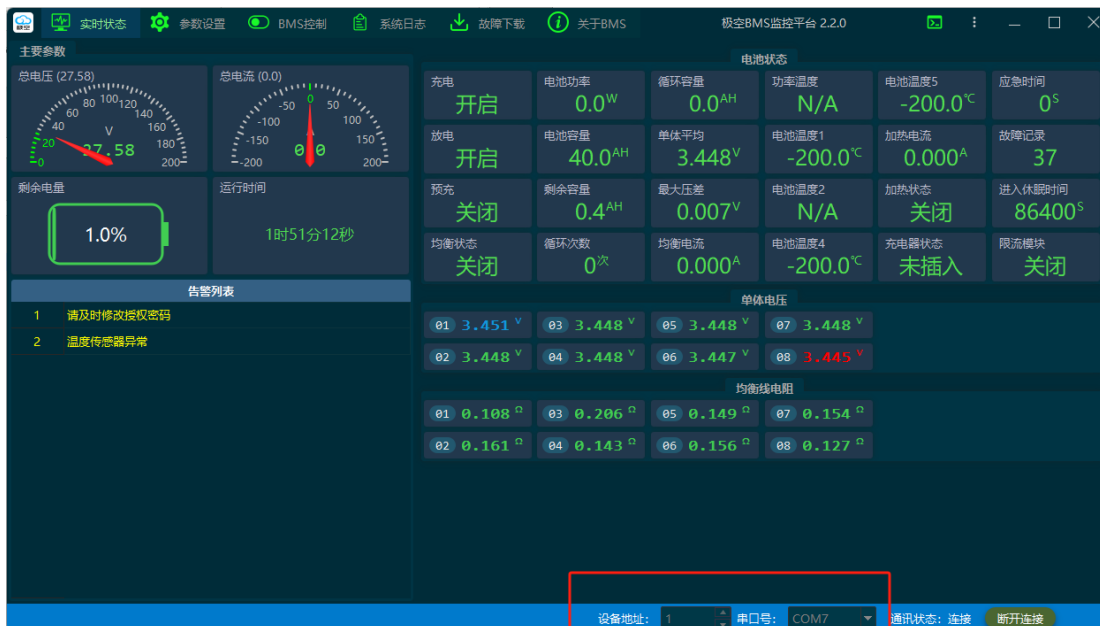 极空 实时状态 参数设置 BMS控制 系统日志 故障下载 关于BMS 极空BMS监控平台 2.2.0
主要参数
总电压 (27.58)
0 20 40 60 80 100 120 140 160 180 200
V
27.58
总电流 (0.0)
-200 -150 -100 -50 0 50 100 150 200
剩余电量
1.0%
运行时间
1时51分12秒
告警列表
1 请及时修改授权密码
2 温度传感器异常
电池状态
充电 电池功率 循环容量 功率温度 电池温度5 应急时间
开启 0.0W 0.0AH N/A -200.0℃ 0S
放电 电池容量 单体平均 电池温度1 加热电流 故障记录
开启 40.0AH 3.448V -200.0℃ 0.000A 37
预充 剩余容量 最大压差 电池温度2 加热状态 进入休眠时间
关闭 0.4AH 0.007V N/A 关闭 86400S
均衡状态 循环次数 均衡电流 电池温度4 充电器状态 限流模块
关闭 0次 0.000A -200.0℃ 未插入 关闭
单体电压
01 3.451 V 03 3.448 V 05 3.448 V 07 3.448 V
02 3.448 V 04 3.448 V 06 3.447 V 08 3.445 V
均衡线电阻
01 0.108 Ω 03 0.206 Ω 05 0.149 Ω 07 0.154 Ω
02 0.161 Ω 04 0.143 Ω 06 0.156 Ω 08 0.127 Ω
设备地址: 1 串口号: COM7 通讯状态: 连接 断开连接